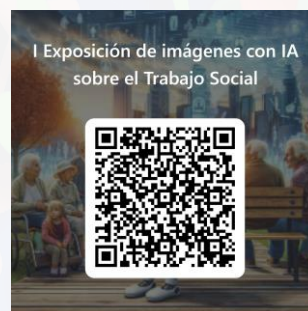 I Exposición de imágenes con IA
sobre el Trabajo Social